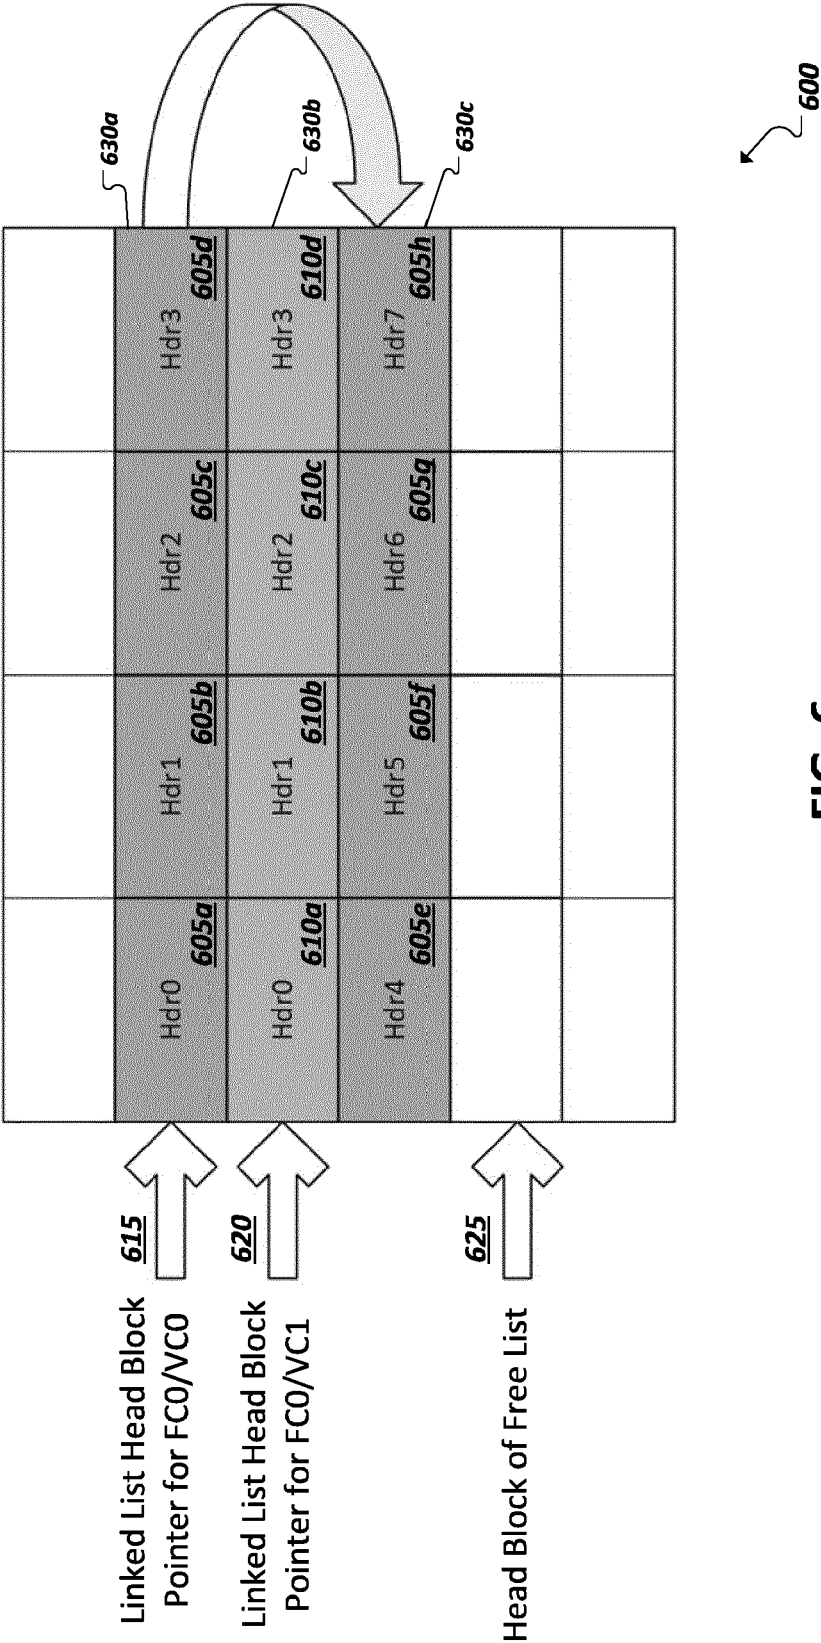 Linked List Head Block
Pointer for FC0/VC0
615
Hdr0
605a
Hdr1
605b
Hdr2
605c
Hdr3
605d
630a
Linked List Head Block
Pointer for FC0/VC1
620
Hdr0
610a
Hdr1
610b
Hdr2
610c
Hdr3
610d
630b
Hdr4
605e
Hdr5
605f
Hdr6
605g
Hdr7
605h
630c
Head Block of Free List
625
600
FIG. 6